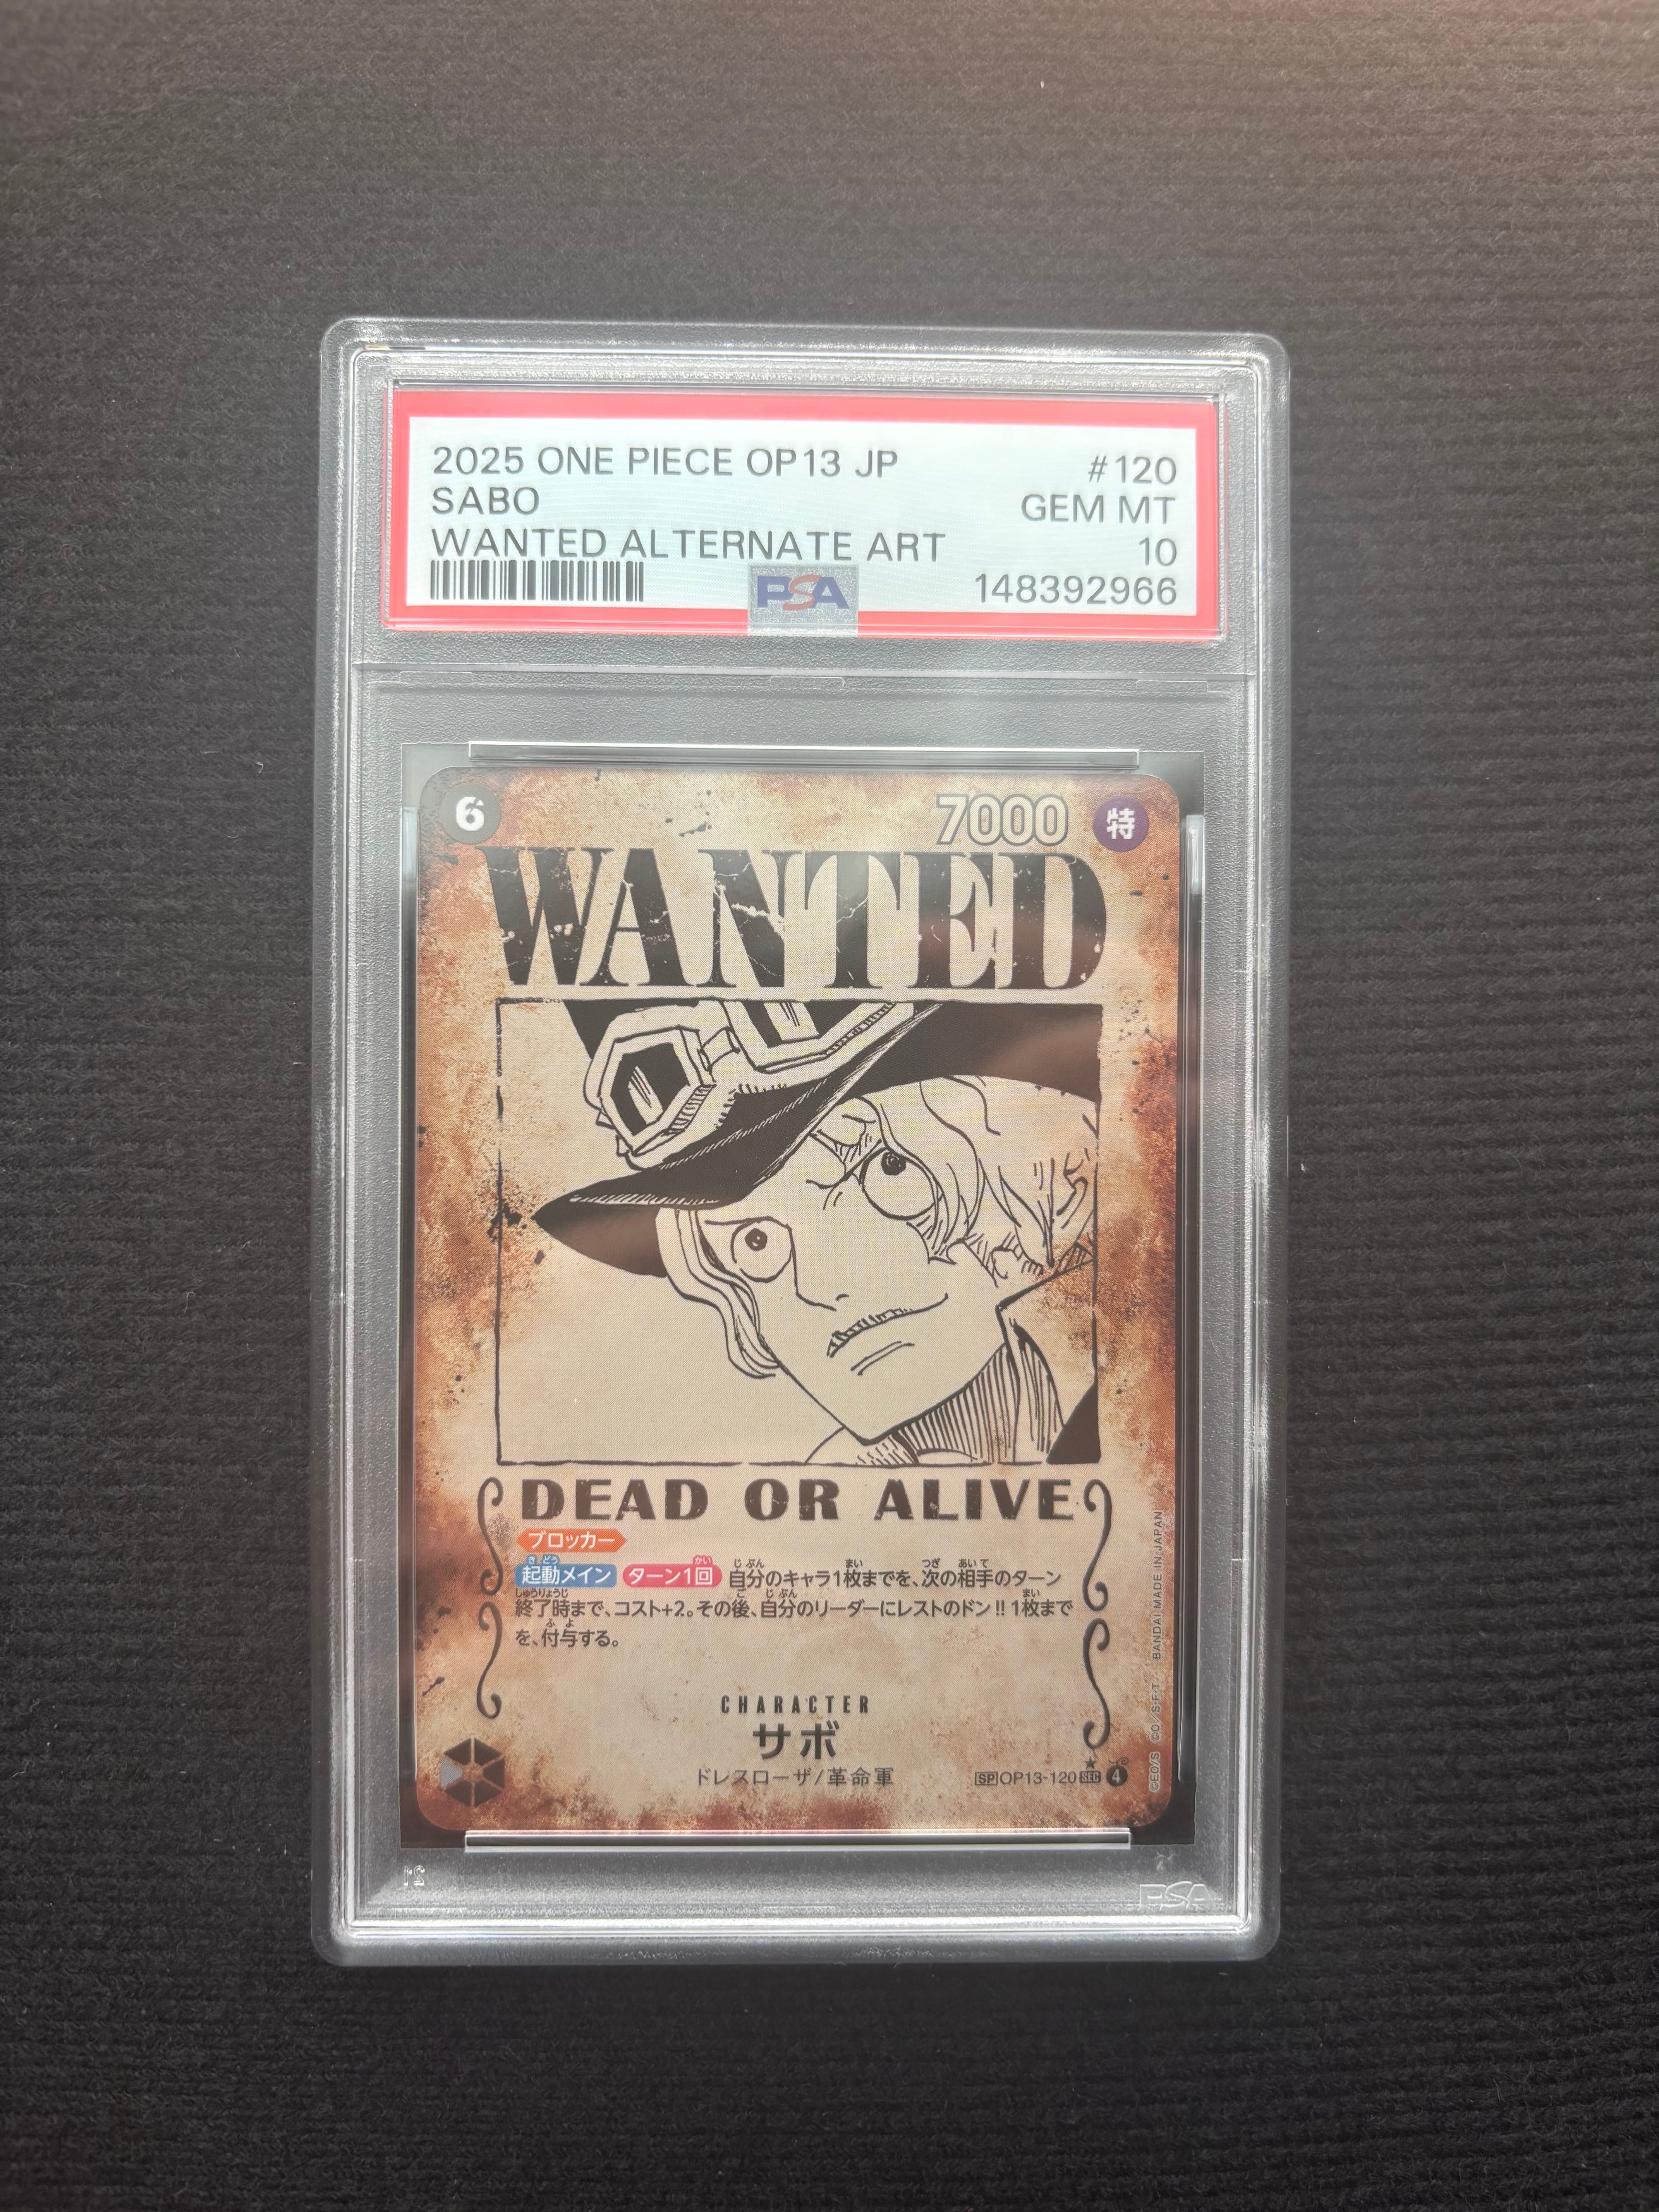 2025 ONE PIECE OP13 JP #120
SABO GEM MT
WANTED ALTERNATE ART 10
PSA 148392966
6 7000 特
WANTED
DEAD OR ALIVE
ブロッカー
起動メイン ターン1回 自分のキャラ1枚までを、次の相手のターン
終了時まで、コスト+2。その後、自分のリーダーにレストのドン!!1枚まで
を、付与する。
CHARACTER
サボ
ドレスローザ/革命軍 SP OP13-120 SEC 4
©EO/S ©O/S・F・T BANDAI MADE IN JAPAN
PSA